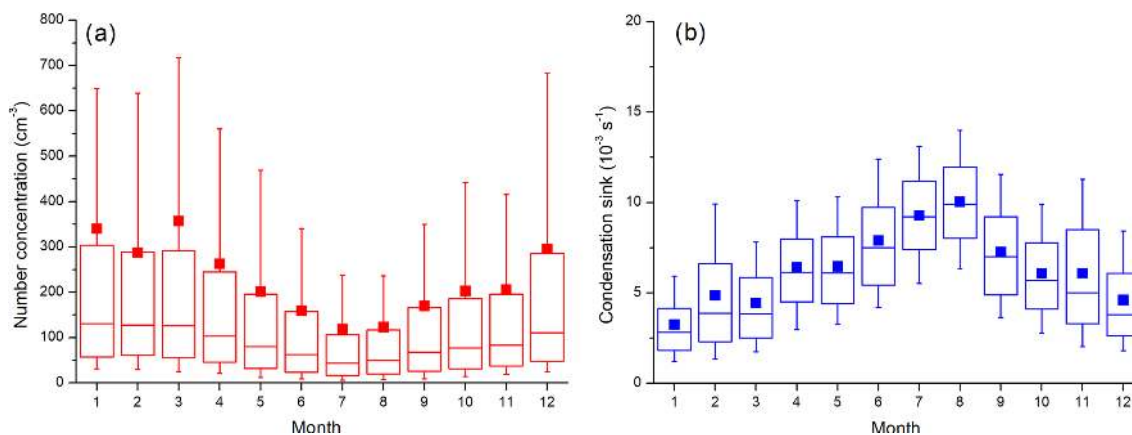 (a)
Number concentration (cm⁻³)
800
700
600
500
400
300
200
100
0
1 2 3 4 5 6 7 8 9 10 11 12
Month
(b)
Condensation sink (10⁻³ s⁻¹)
20
15
10
5
0
1 2 3 4 5 6 7 8 9 10 11 12
Month